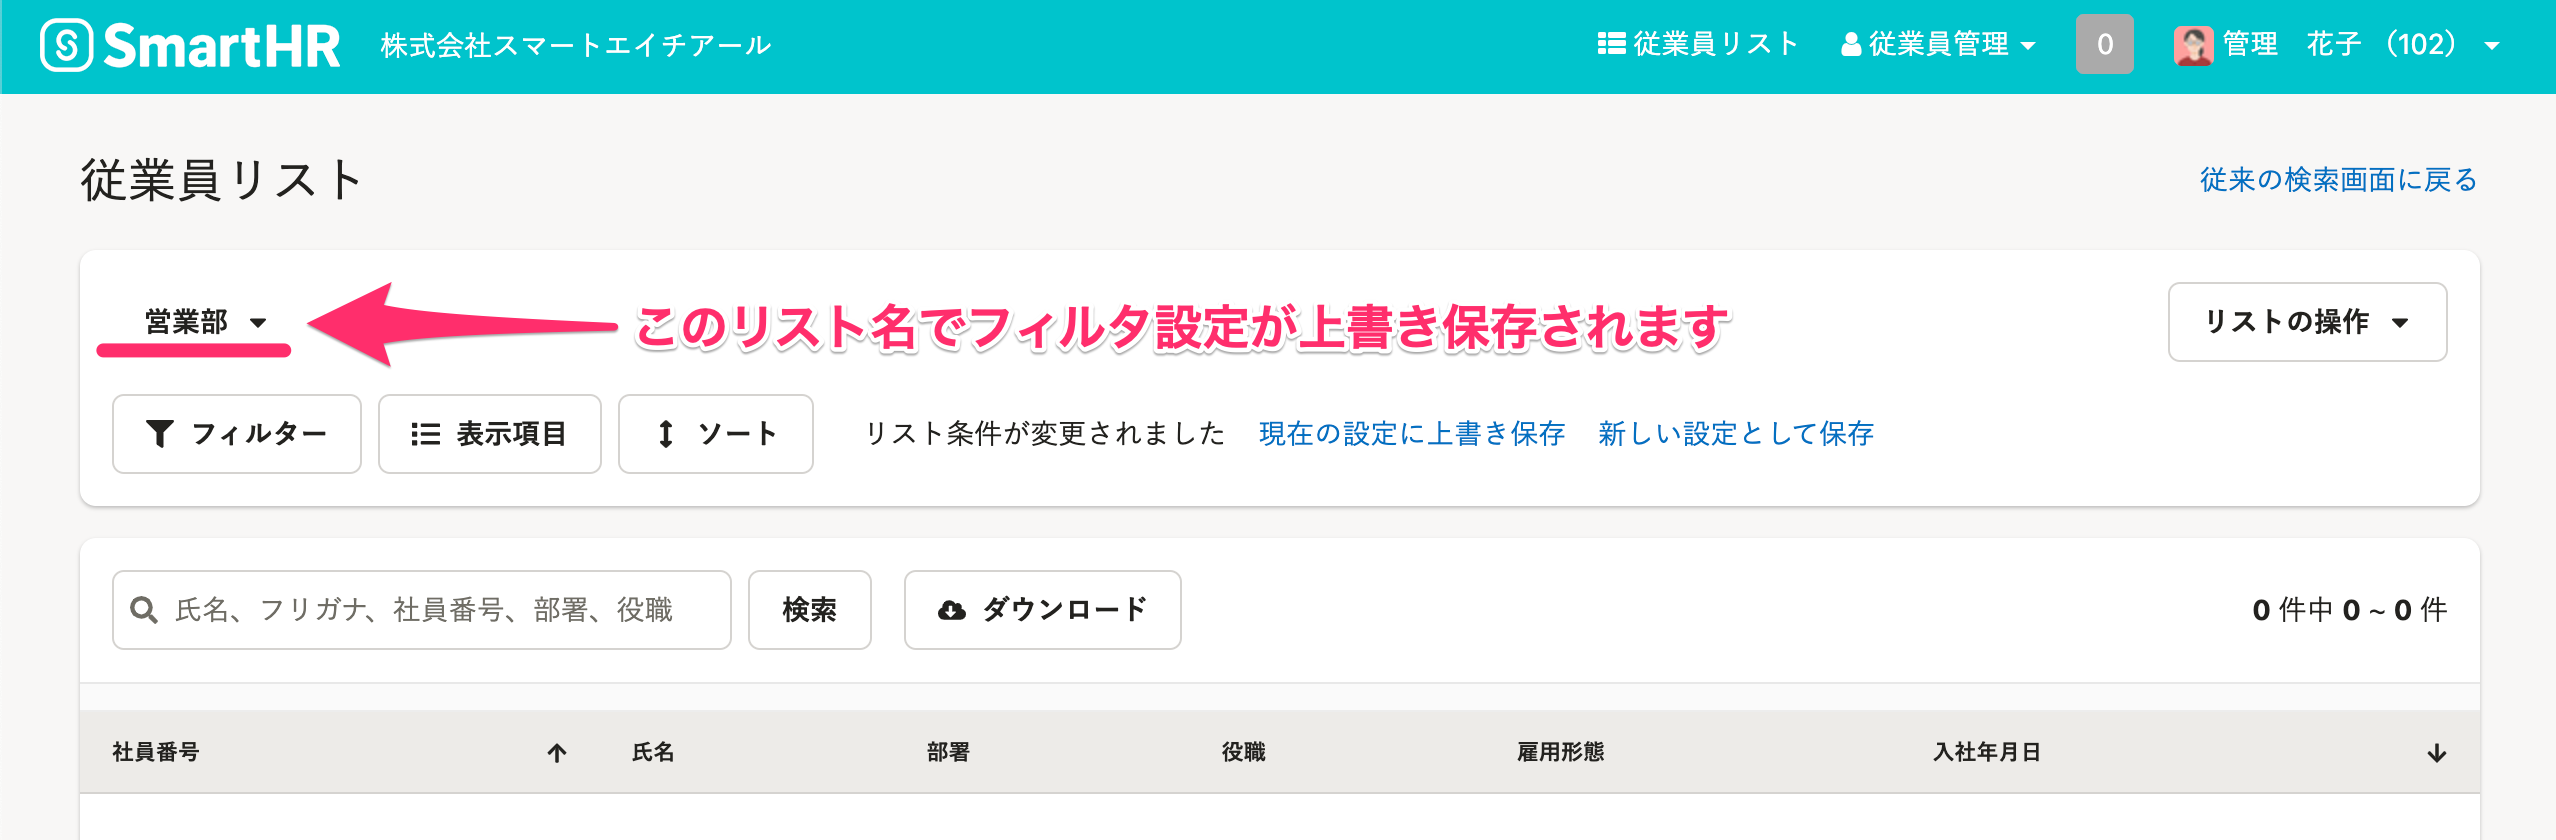 SmartHR 株式会社スマートエイチアール 従業員リスト 従業員管理 0 管理 花子 （102）
従業員リスト 従来の検索画面に戻る
営業部 このリスト名でフィルタ設定が上書き保存されます リストの操作
フィルター 表示項目 ソート リスト条件が変更されました 現在の設定に上書き保存 新しい設定として保存
氏名、フリガナ、社員番号、部署、役職 検索 ダウンロード 0 件中 0 ~ 0 件
社員番号 氏名 部署 役職 雇用形態 入社年月日